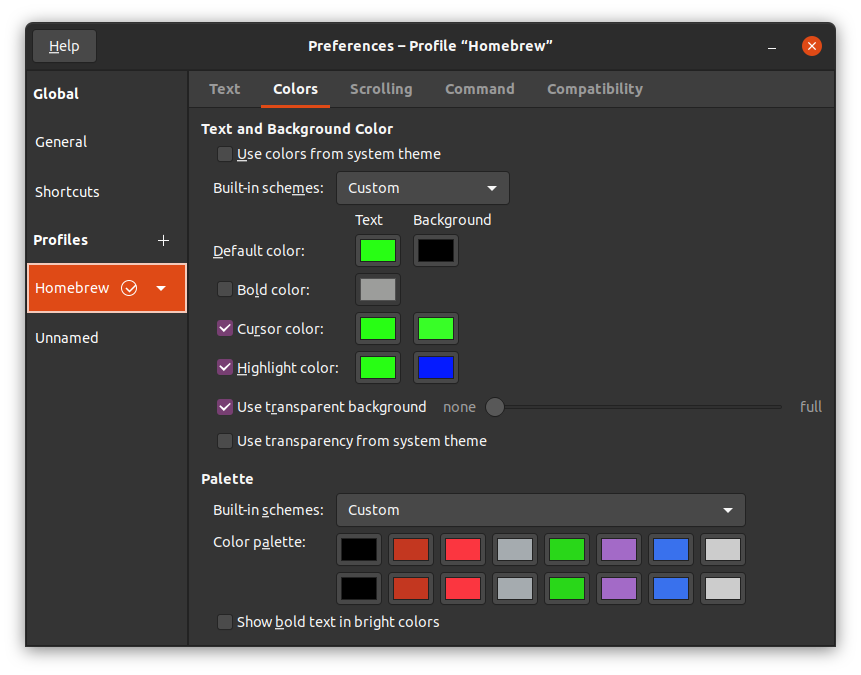 Help
Preferences – Profile “Homebrew”
Global
General
Shortcuts
Profiles
Homebrew
Unnamed
Text Colors Scrolling Command Compatibility
Text and Background Color
Use colors from system theme
Built-in schemes: Custom
Text Background
Default color:
Bold color:
Cursor color:
Highlight color:
Use transparent background none full
Use transparency from system theme
Palette
Built-in schemes: Custom
Color palette:
Show bold text in bright colors